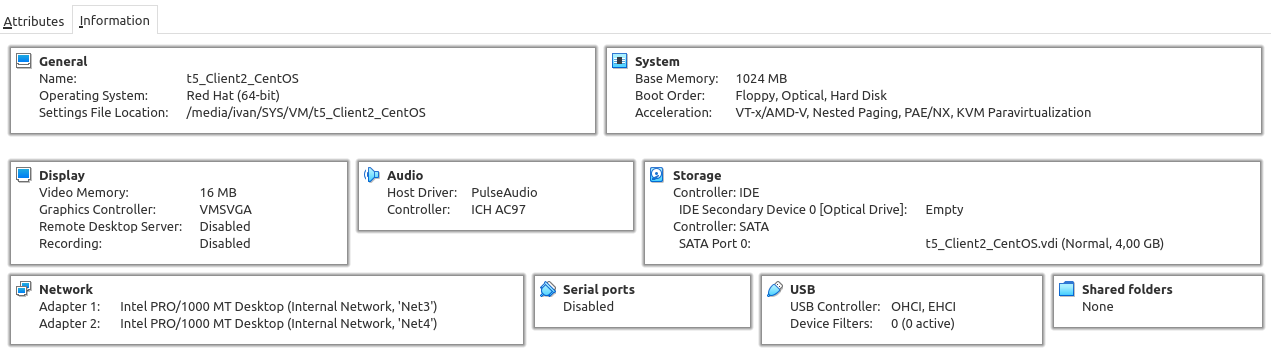 Attributes Information
General
Name: t5_Client2_CentOS
Operating System: Red Hat (64-bit)
Settings File Location: /media/ivan/SYS/VM/t5_Client2_CentOS
System
Base Memory: 1024 MB
Boot Order: Floppy, Optical, Hard Disk
Acceleration: VT-x/AMD-V, Nested Paging, PAE/NX, KVM Paravirtualization
Display
Video Memory: 16 MB
Graphics Controller: VMSVGA
Remote Desktop Server: Disabled
Recording: Disabled
Audio
Host Driver: PulseAudio
Controller: ICH AC97
Storage
Controller: IDE
IDE Secondary Device 0 [Optical Drive]: Empty
Controller: SATA
SATA Port 0: t5_Client2_CentOS.vdi (Normal, 4,00 GB)
Network
Adapter 1: Intel PRO/1000 MT Desktop (Internal Network, 'Net3')
Adapter 2: Intel PRO/1000 MT Desktop (Internal Network, 'Net4')
Serial ports
Disabled
USB
USB Controller: OHCI, EHCI
Device Filters: 0 (0 active)
Shared folders
None